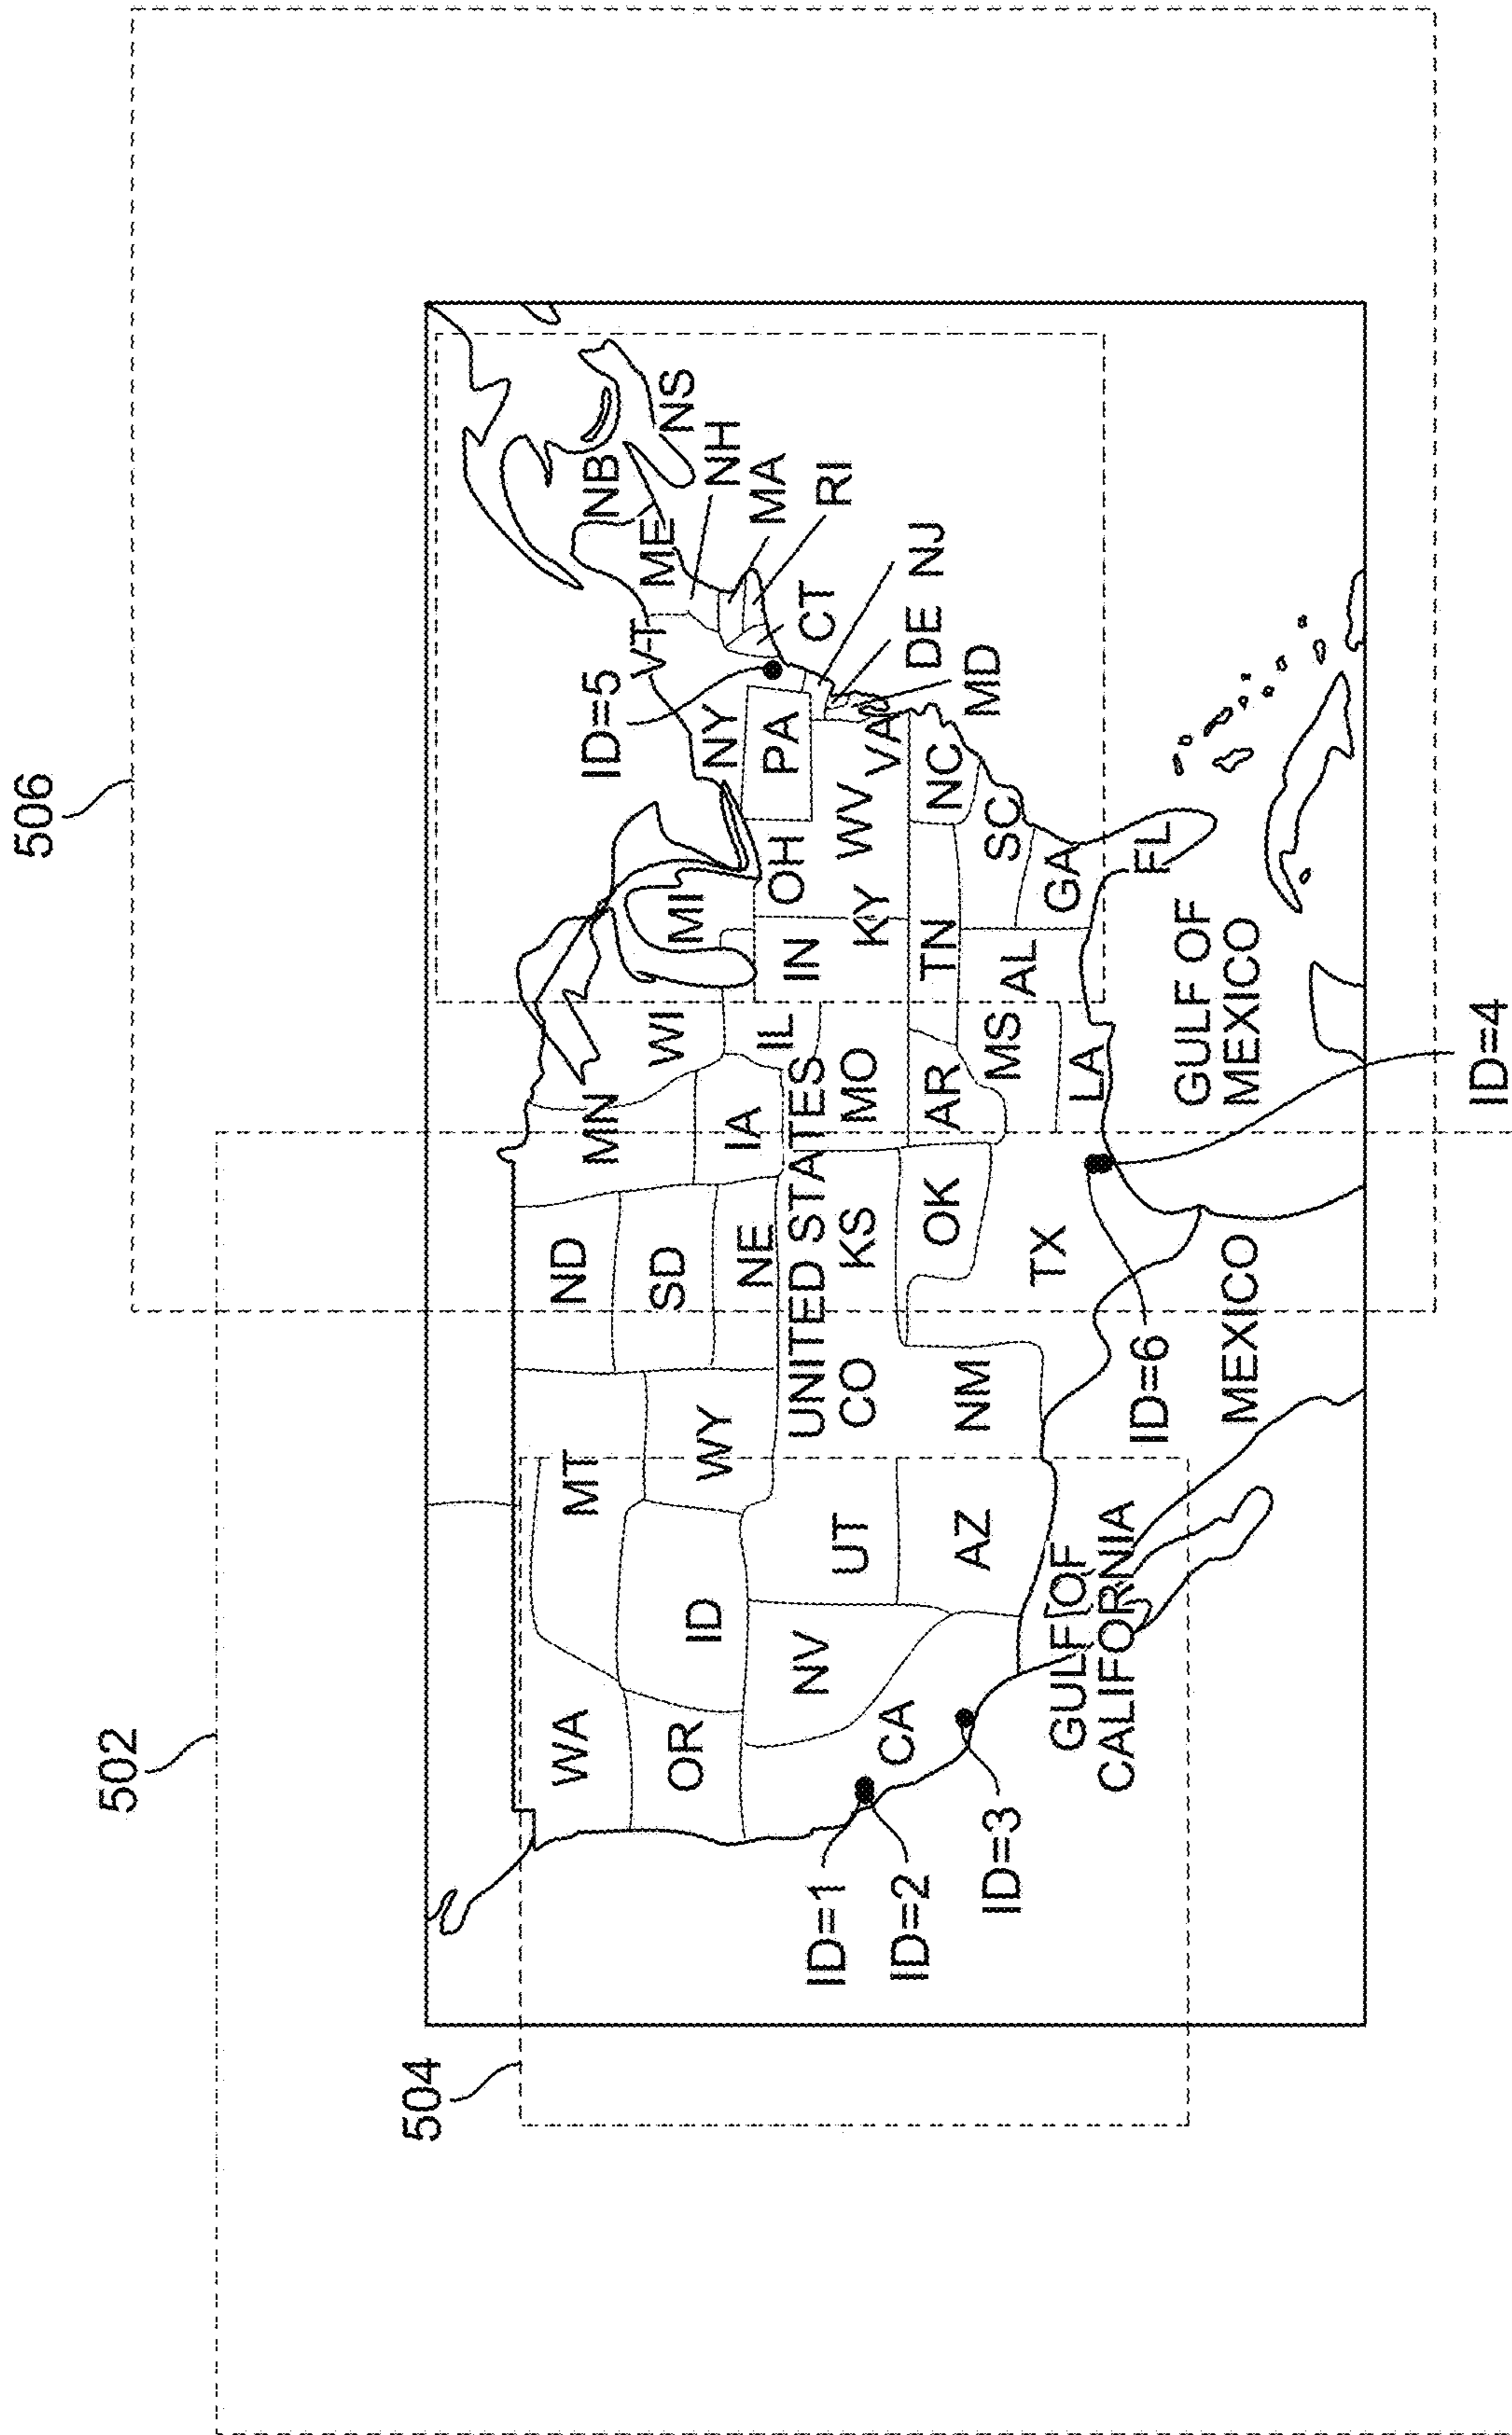 506
502
504
ID=5
NB
NS
ME
NH
MA
RI
VT
CT
NJ
DE
MD
NY
PA
VA
WV
NC
SC
OH
MI
KY
IN
TN
GA
AL
FL
WI
IL
MS
MN
IA
MO
AR
LA
UNITED STATES
GULF OF
MEXICO
ID=4
ND
SD
NE
KS
OK
TX
ID=6
MEXICO
MT
WY
CO
NM
UT
AZ
WA
OR
ID
NV
CA
GULF OF
CALIFORNIA
ID=1
ID=2
ID=3